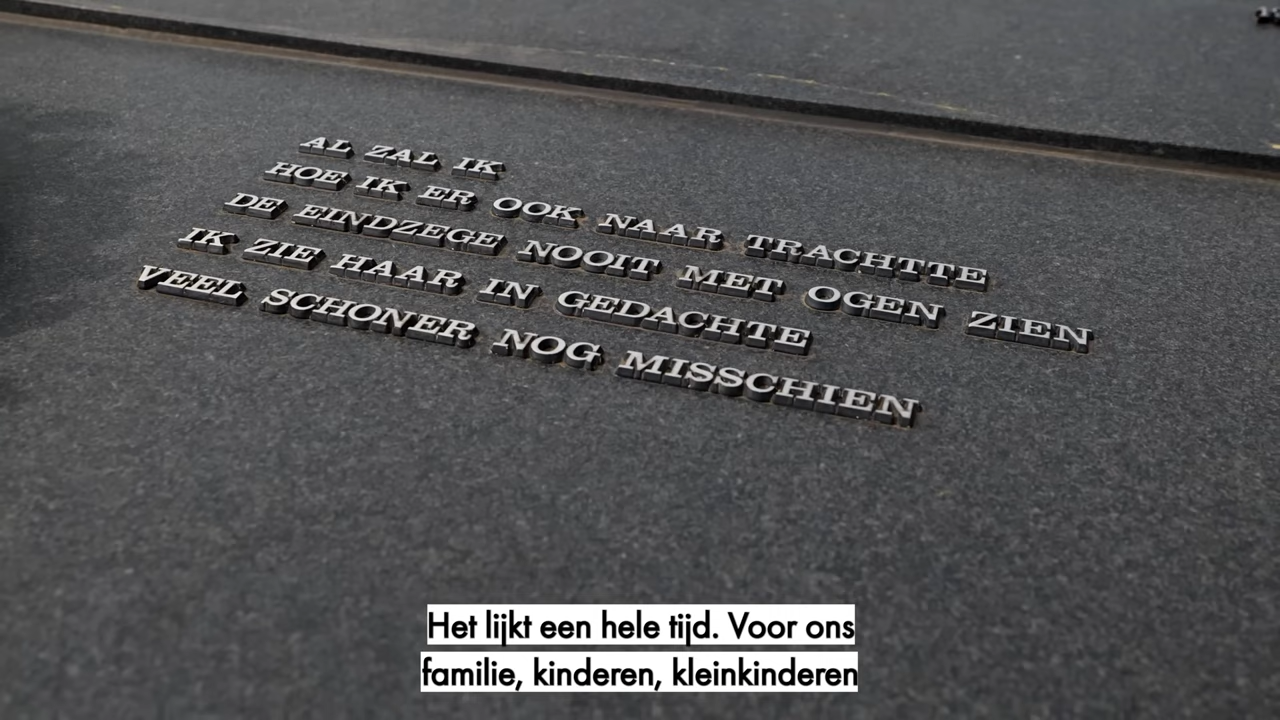 AL ZAL IK
HOE IK ER OOK NAAR TRACHTTE
DE EINDZEGE NOOIT MET OGEN ZIEN
IK ZIE HAAR IN GEDACHTE
VEEL SCHONER NOG MISSCHIEN
Het lijkt een hele tijd. Voor ons
familie, kinderen, kleinkinderen